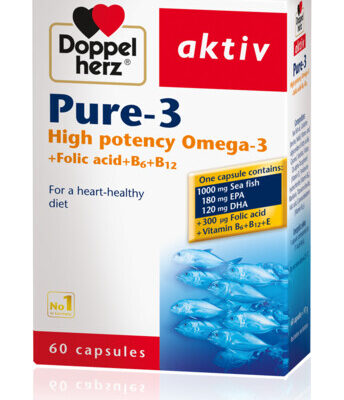 Doppel
herz®
aktiv
Pure-3
High potency Omega-3
+Folic acid+B6+B12
For a heart-healthy
diet
One capsule contains:
1000 mg Sea fish
180 mg EPA
120 mg DHA
+300 µg Folic acid
+Vitamin B6+B12+E
No 1
60 capsules
aktiv
Pure-3